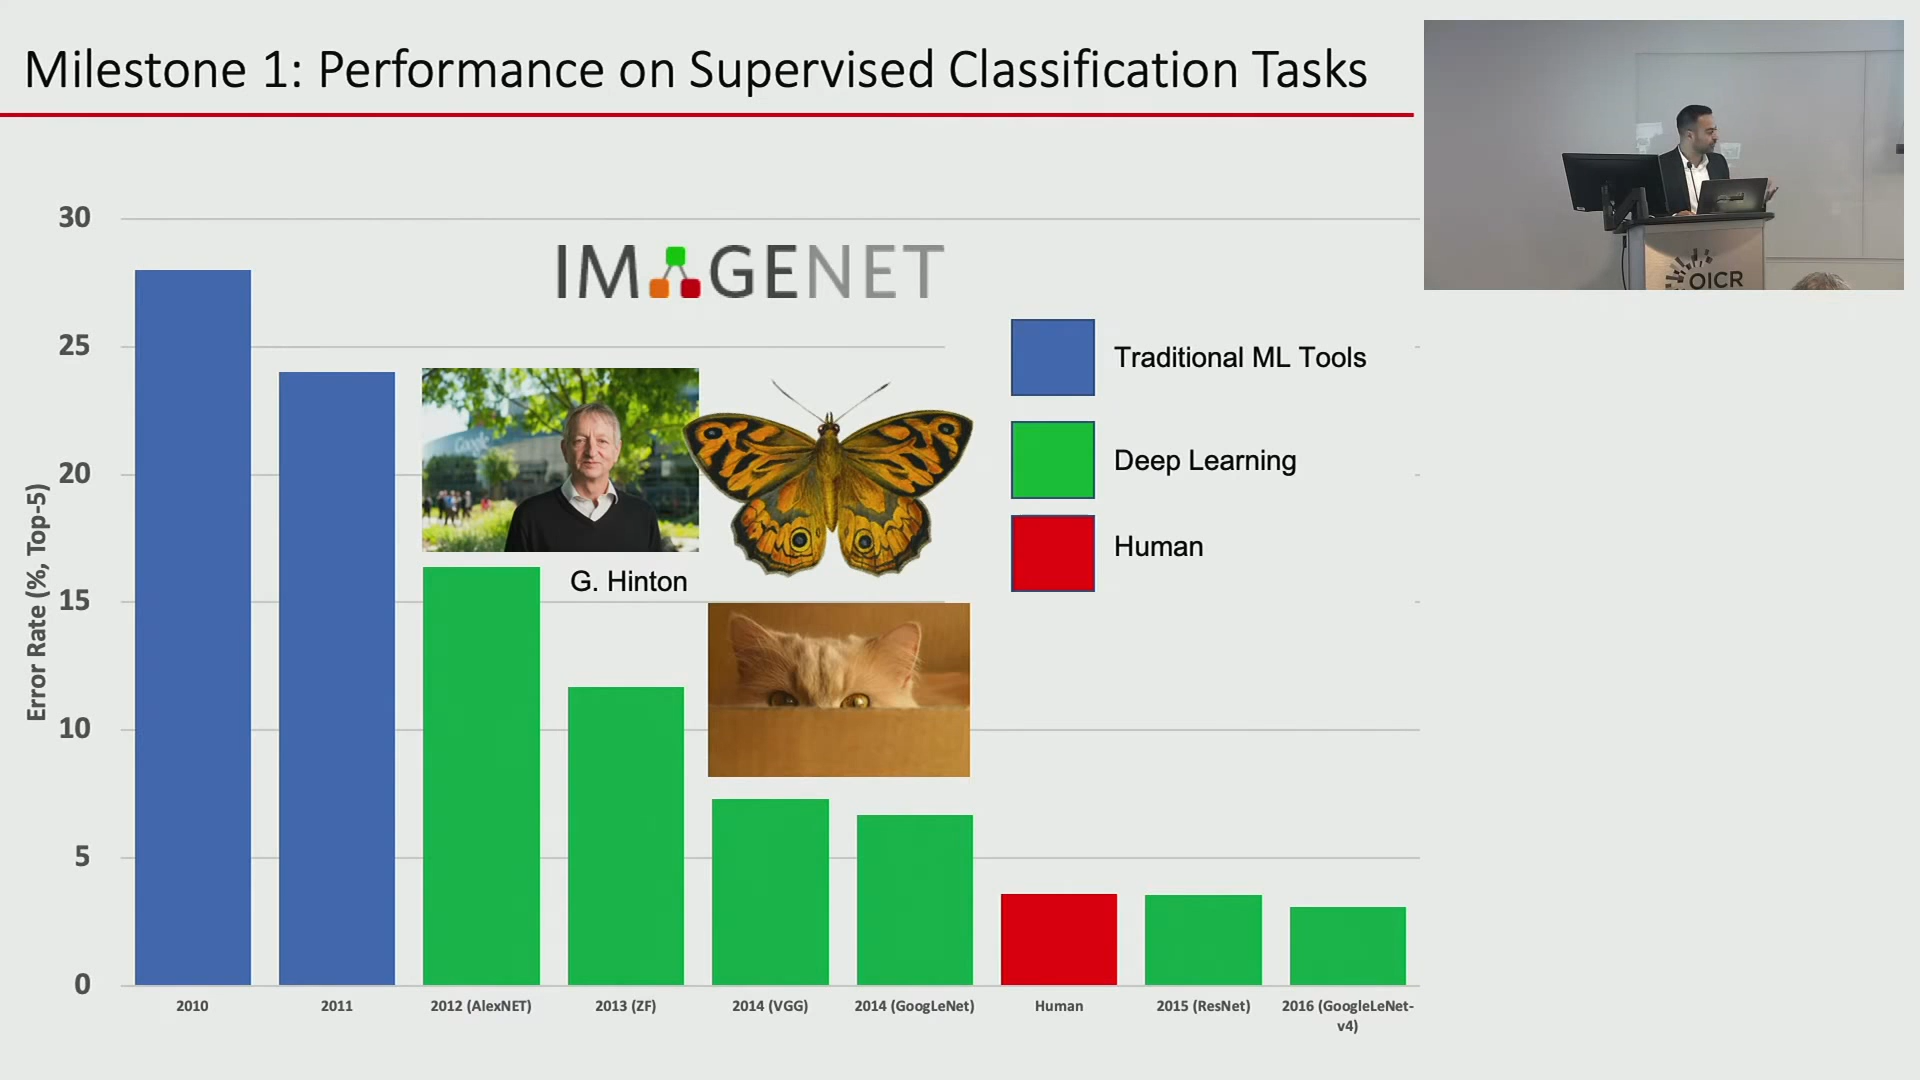 Milestone 1: Performance on Supervised Classification Tasks
30
25
20
15
10
5
0
Error Rate (%, Top-5)
IMAGENET
Traditional ML Tools
Deep Learning
Human
Google
G. Hinton
2010
2011
2012 (AlexNET)
2013 (ZF)
2014 (VGG)
2014 (GoogLeNet)
Human
2015 (ResNet)
2016 (GoogleLeNet-
v4)
OICR